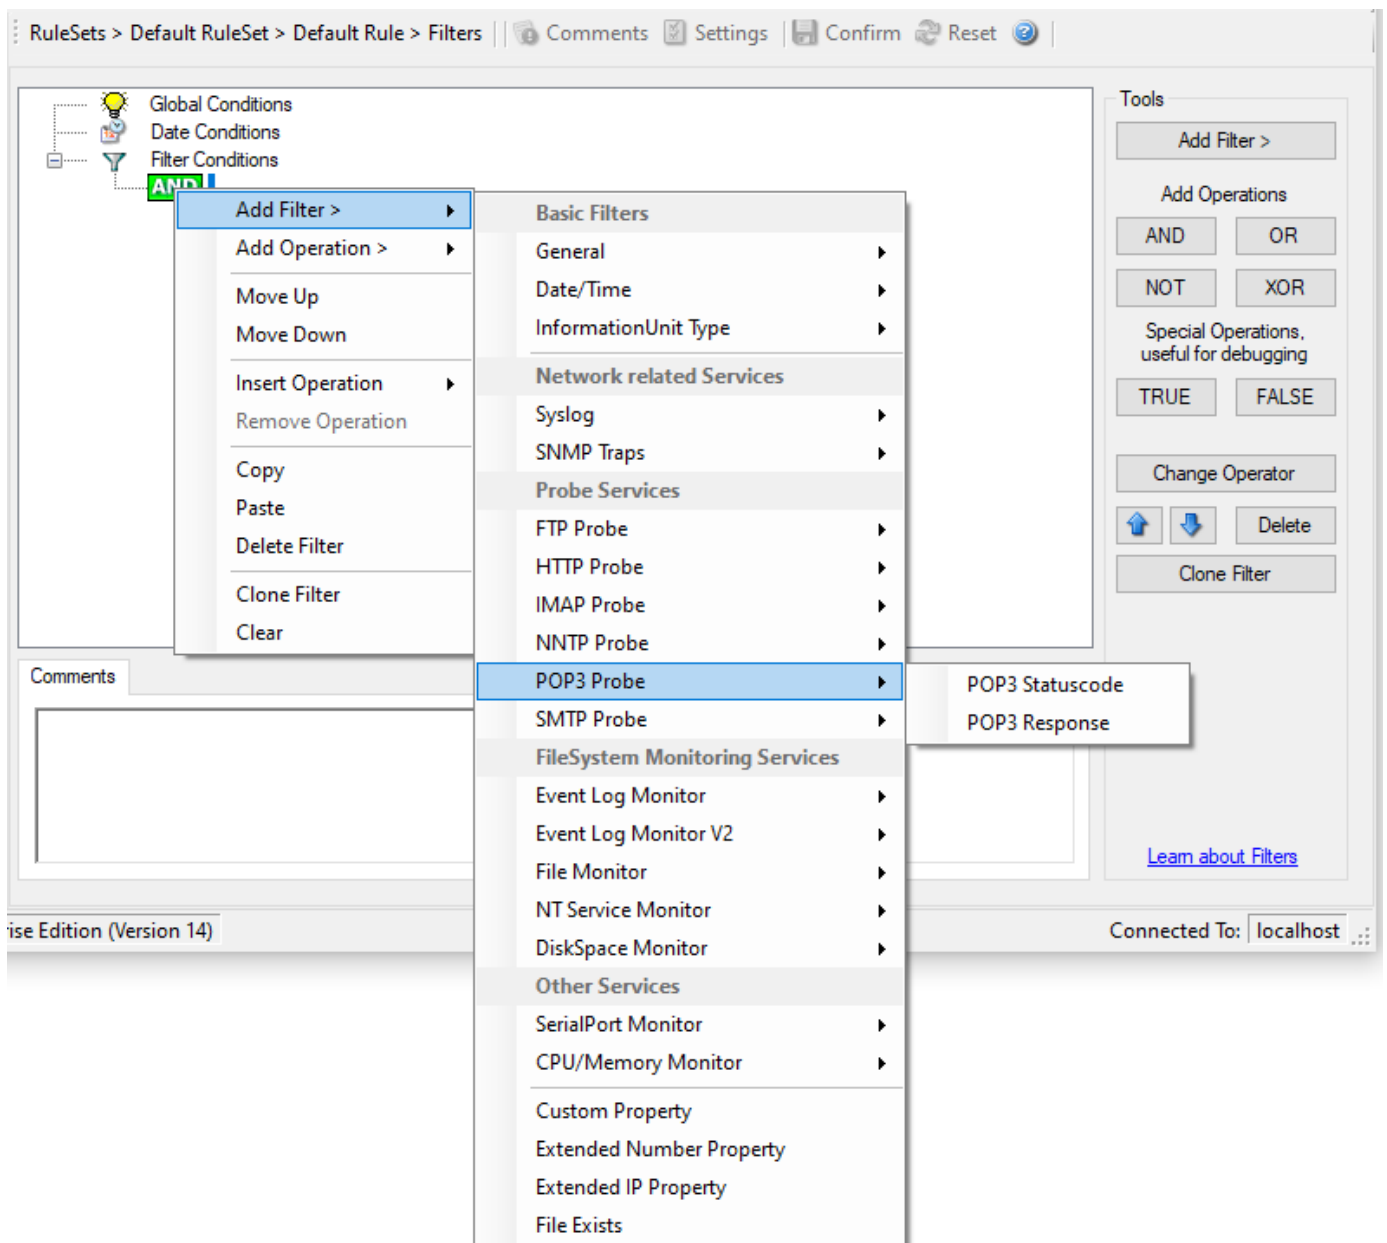 RuleSets > Default RuleSet > Default Rule > Filters Comments Settings Confirm Reset
Global Conditions
Date Conditions
Filter Conditions
AND
Add Filter >
Add Operation >
Move Up
Move Down
Insert Operation
Remove Operation
Copy
Paste
Delete Filter
Clone Filter
Clear
Basic Filters
General
Date/Time
InformationUnit Type
Network related Services
Syslog
SNMP Traps
Probe Services
FTP Probe
HTTP Probe
IMAP Probe
NNTP Probe
POP3 Probe
SMTP Probe
FileSystem Monitoring Services
Event Log Monitor
Event Log Monitor V2
File Monitor
NT Service Monitor
DiskSpace Monitor
Other Services
SerialPort Monitor
CPU/Memory Monitor
Custom Property
Extended Number Property
Extended IP Property
File Exists
POP3 Statuscode
POP3 Response
Tools
Add Filter >
Add Operations
AND OR
NOT XOR
Special Operations,
useful for debugging
TRUE FALSE
Change Operator
Delete
Clone Filter
Learn about Filters
Comments
rise Edition (Version 14)
Connected To: localhost